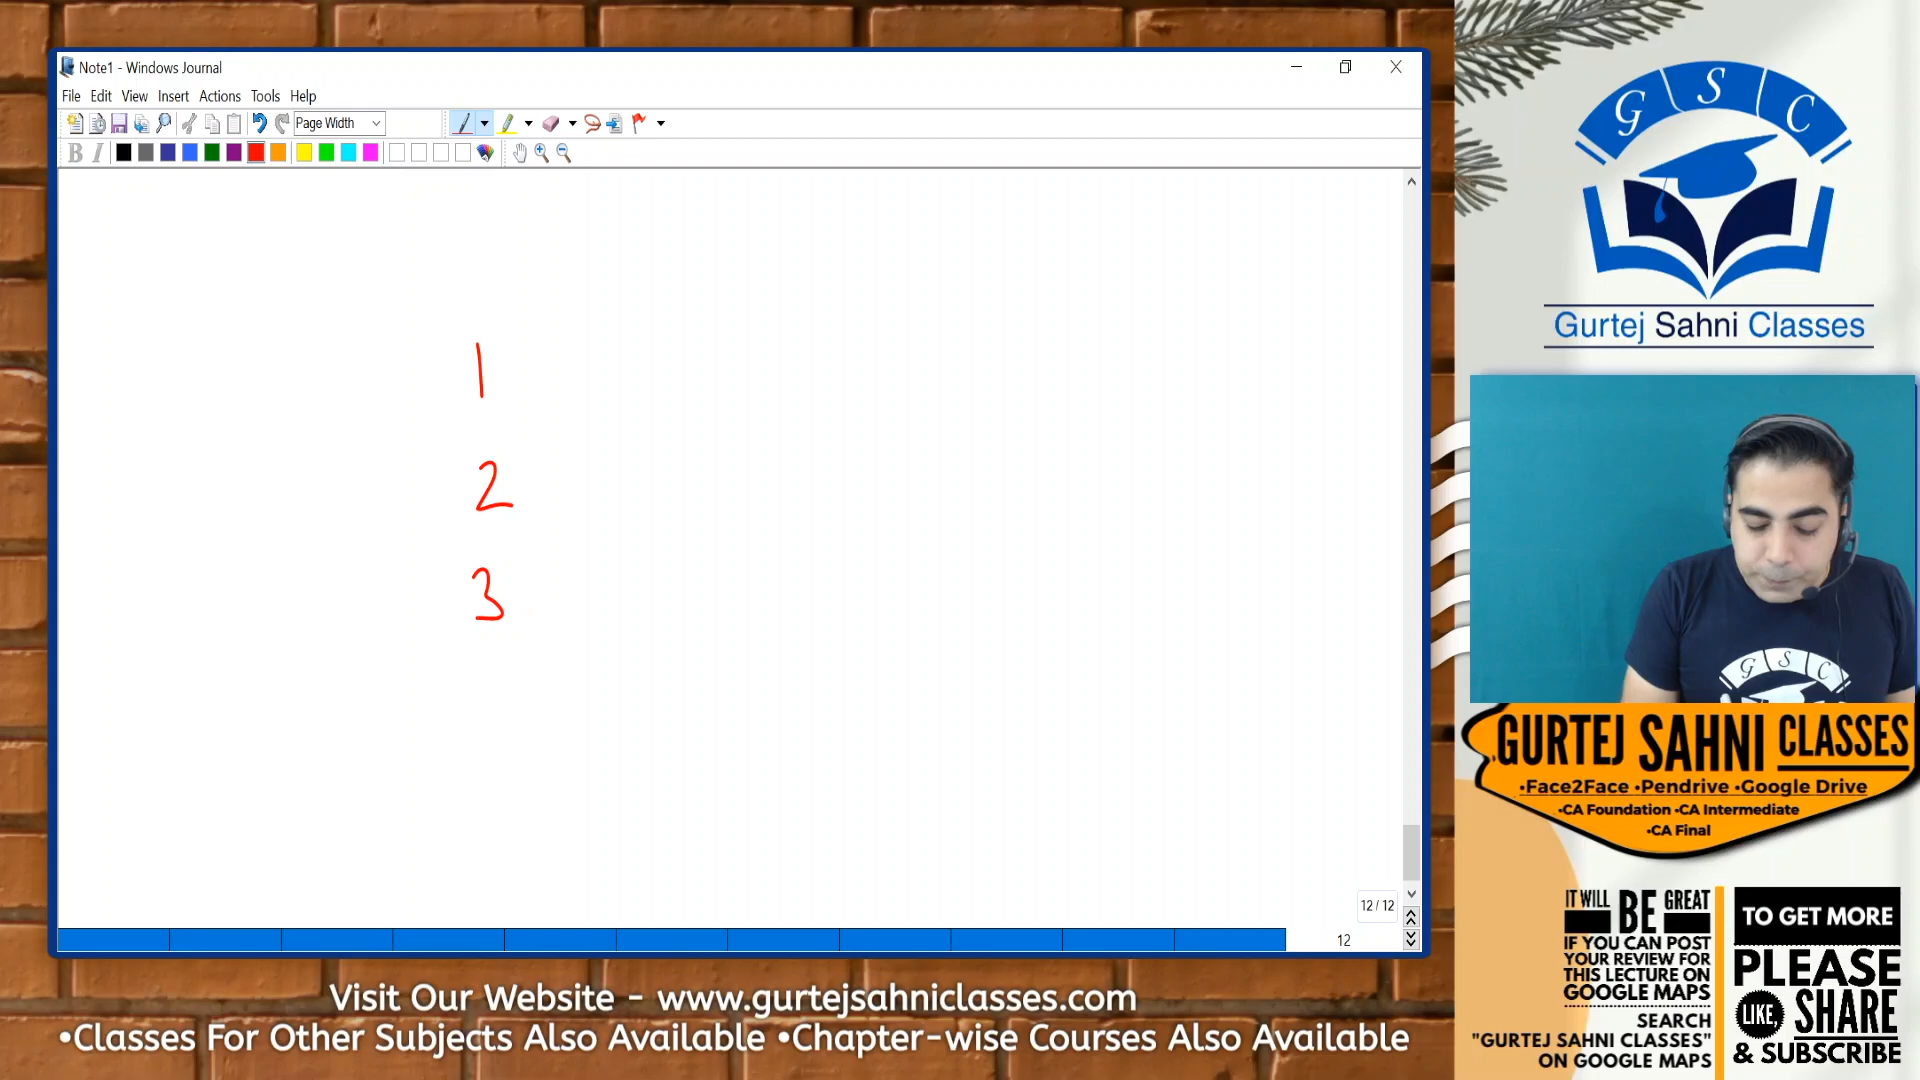 Note1 - Windows Journal
File Edit View Insert Actions Tools Help
Page Width
B I
1
2
3
12 / 12
12
G S C
Gurtej Sahni Classes
G S C
GURTEJ SAHNI CLASSES
•Face2Face •Pendrive •Google Drive
•CA Foundation •CA Intermediate
•CA Final
IT WILL BE GREAT
IF YOU CAN POST
YOUR REVIEW FOR
THIS LECTURE ON
GOOGLE MAPS
SEARCH
"GURTEJ SAHNI CLASSES"
ON GOOGLE MAPS
TO GET MORE
PLEASE
LIKE, SHARE
& SUBSCRIBE
Visit Our Website - www.gurtejsahniclasses.com
•Classes For Other Subjects Also Available •Chapter-wise Courses Also Available